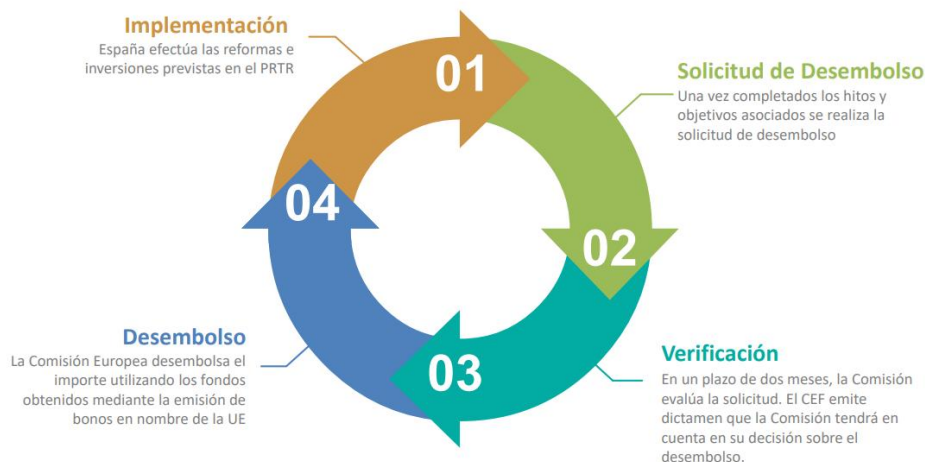 Implementación
España efectúa las reformas e
inversiones previstas en el PRTR
01
Solicitud de Desembolso
Una vez completados los hitos y
objetivos asociados se realiza la
solicitud de desembolso
02
Verificación
En un plazo de dos meses, la Comisión
evalúa la solicitud. El CEF emite
dictamen que la Comisión tendrá en
cuenta en su decisión sobre el
desembolso.
03
Desembolso
La Comisión Europea desembolsa el
importe utilizando los fondos
obtenidos mediante la emisión de
bonos en nombre de la UE
04